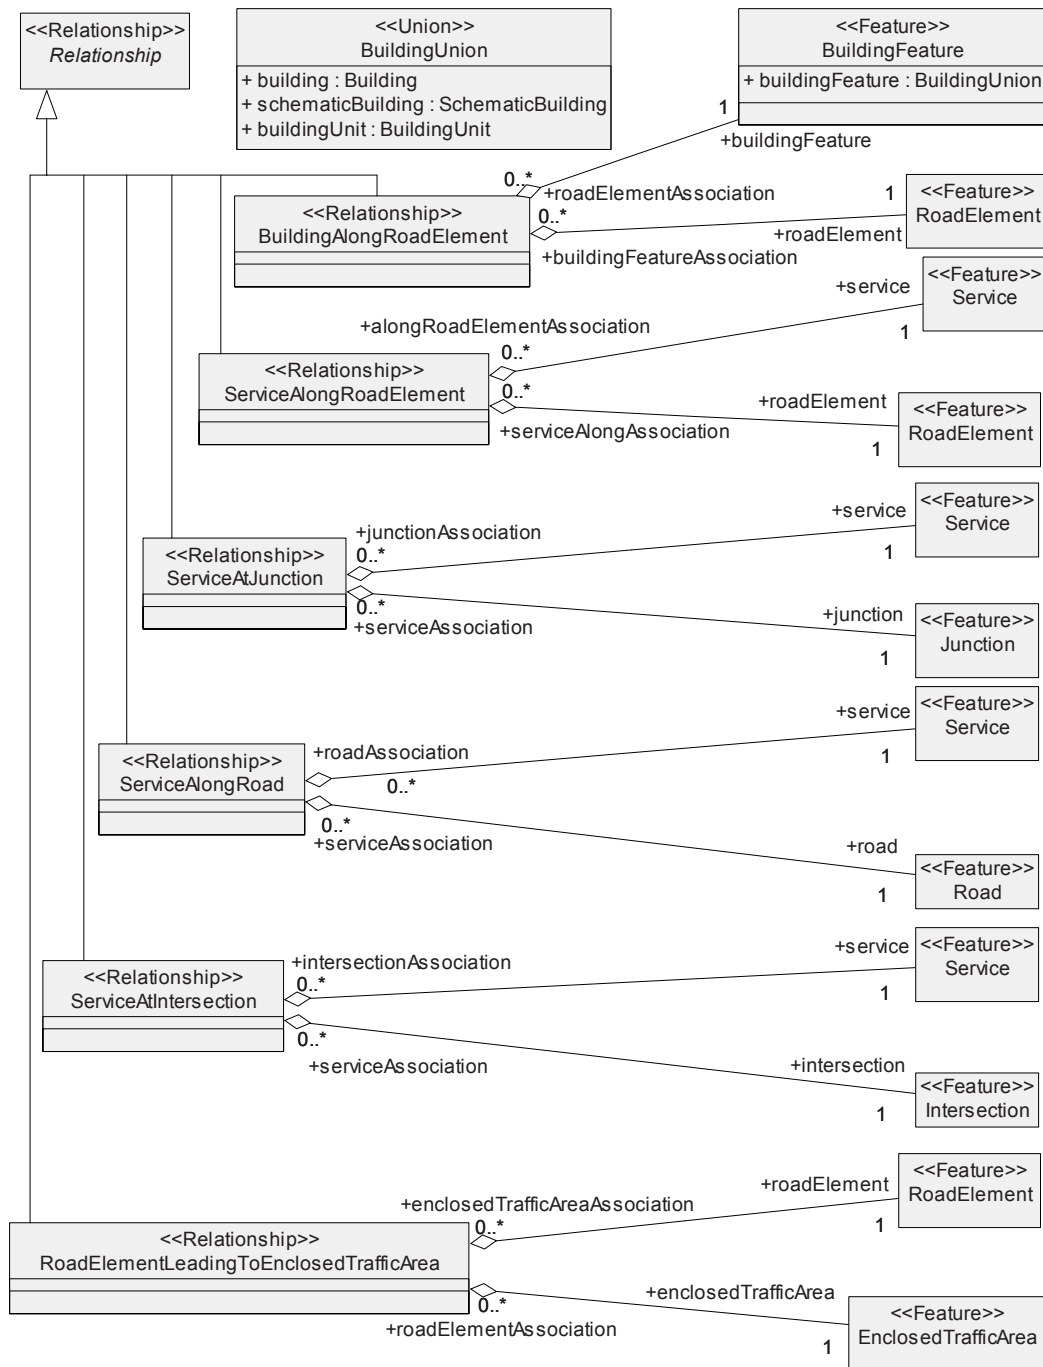 <<Relationship>>
Relationship
<<Union>>
BuildingUnion
+ building : Building
+ schematicBuilding : SchematicBuilding
+ buildingUnit : BuildingUnit
<<Feature>>
BuildingFeature
+ buildingFeature : BuildingUnion
1
+buildingFeature
0..*
+roadElementAssociation
<<Relationship>>
BuildingAlongRoadElement
0..*
+buildingFeatureAssociation
1
+roadElement
<<Feature>>
RoadElement
+service
1
<<Feature>>
Service
+alongRoadElementAssociation
0..*
<<Relationship>>
ServiceAlongRoadElement
0..*
+serviceAlongAssociation
+roadElement
1
<<Feature>>
RoadElement
+service
1
<<Feature>>
Service
+junctionAssociation
0..*
<<Relationship>>
ServiceAtJunction
0..*
+serviceAssociation
+junction
1
<<Feature>>
Junction
+service
1
<<Feature>>
Service
+roadAssociation
0..*
<<Relationship>>
ServiceAlongRoad
0..*
+serviceAssociation
+road
1
<<Feature>>
Road
+service
1
<<Feature>>
Service
+intersectionAssociation
0..*
<<Relationship>>
ServiceAtIntersection
0..*
+serviceAssociation
+intersection
1
<<Feature>>
Intersection
+roadElement
1
<<Feature>>
RoadElement
+enclosedTrafficAreaAssociation
0..*
<<Relationship>>
RoadElementLeadingToEnclosedTrafficArea
0..*
+roadElementAssociation
+enclosedTrafficArea
1
<<Feature>>
EnclosedTrafficArea